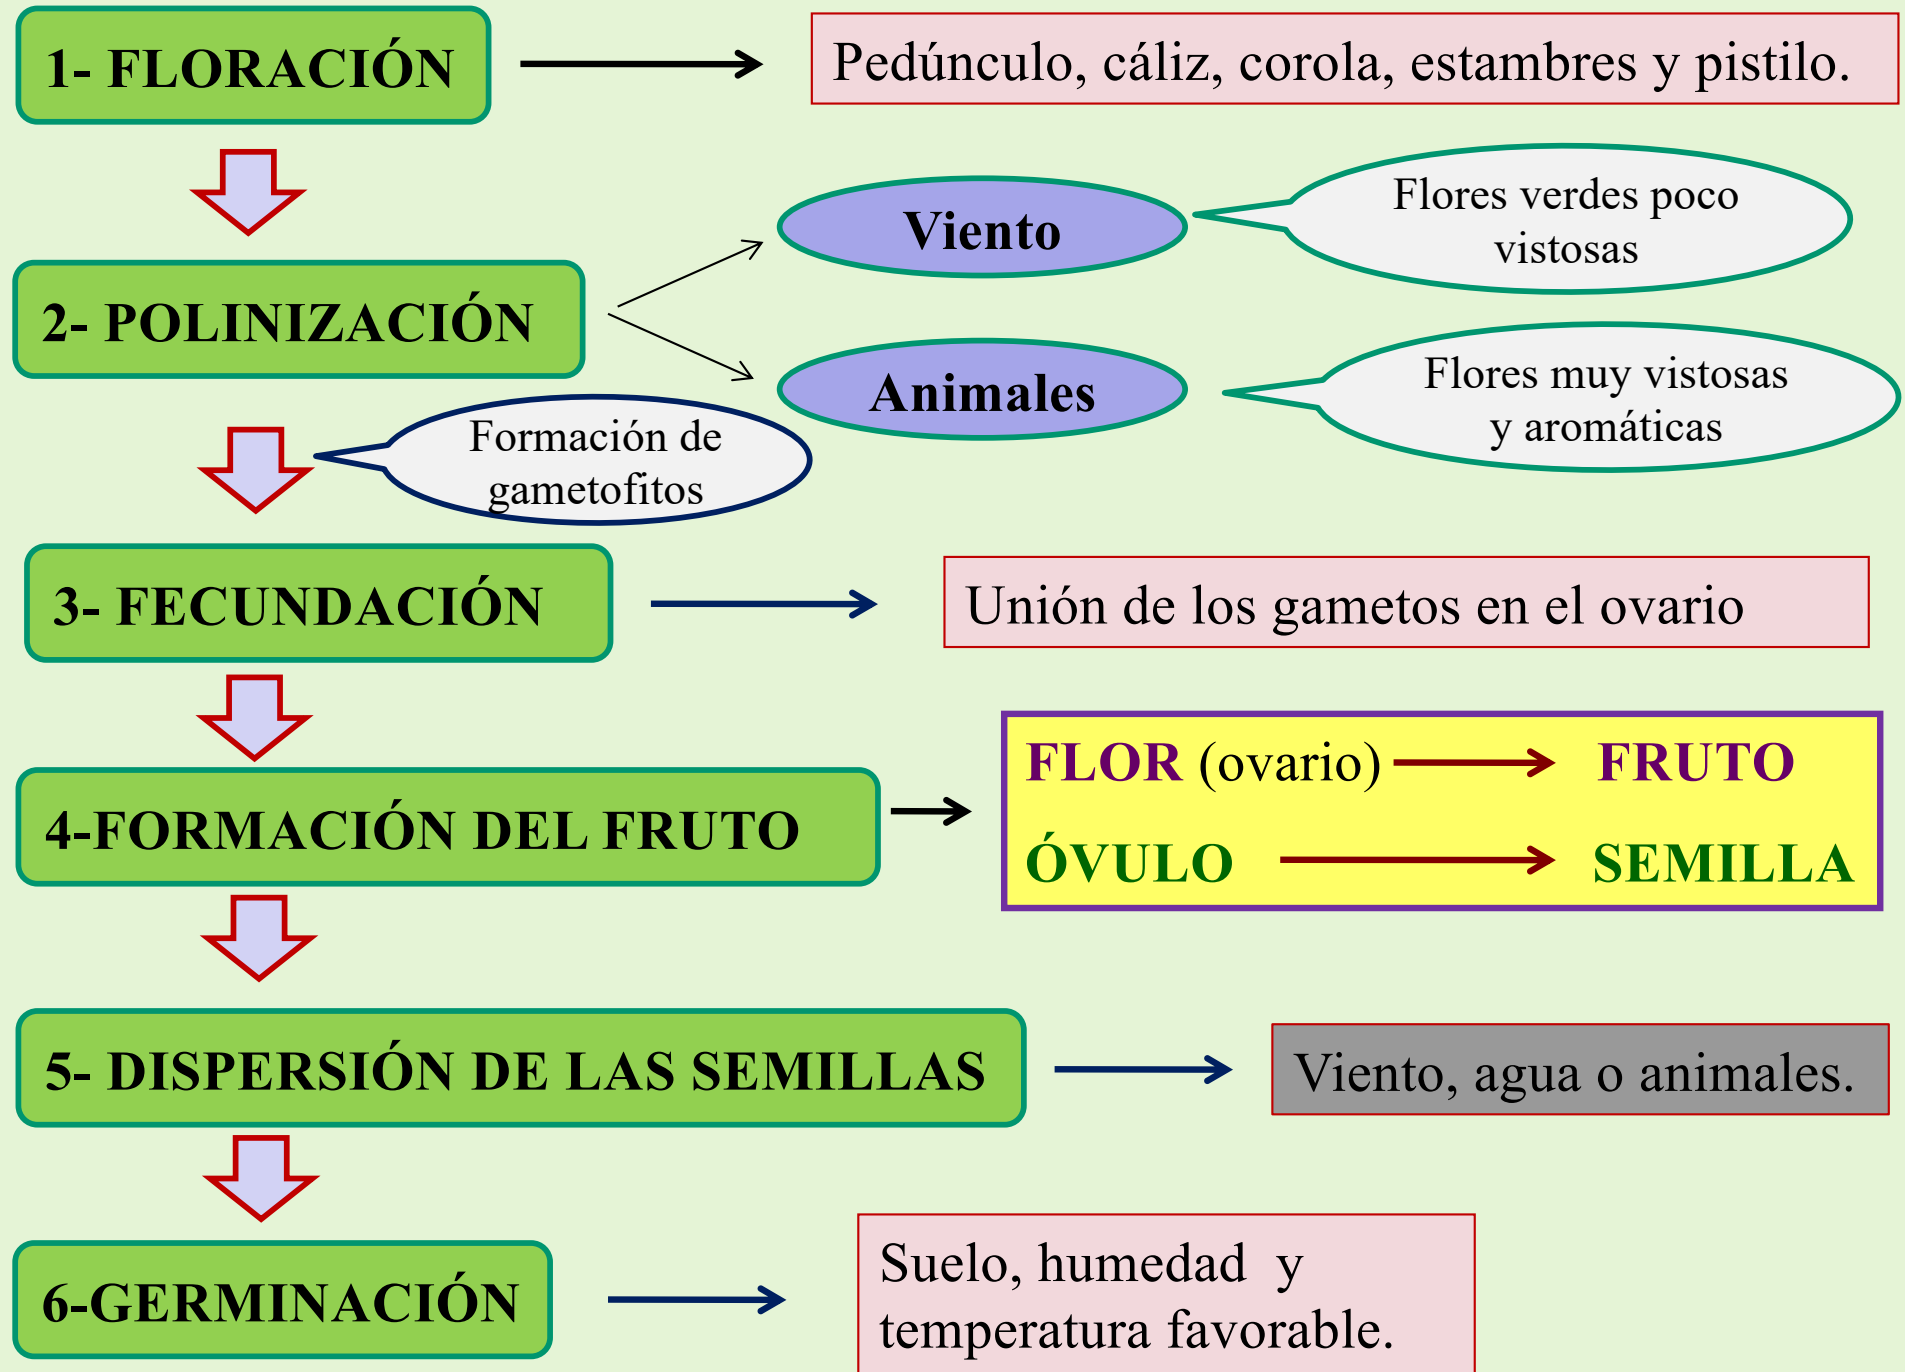 1- FLORACIÓN
Pedúnculo, cáliz, corola, estambres y pistilo.
2- POLINIZACIÓN
Viento
Flores verdes poco
vistosas
Animales
Flores muy vistosas
y aromáticas
Formación de
gametofitos
3- FECUNDACIÓN
Unión de los gametos en el ovario
4-FORMACIÓN DEL FRUTO
FLOR (ovario) FRUTO
ÓVULO SEMILLA
5- DISPERSIÓN DE LAS SEMILLAS
Viento, agua o animales.
6-GERMINACIÓN
Suelo, humedad y
temperatura favorable.